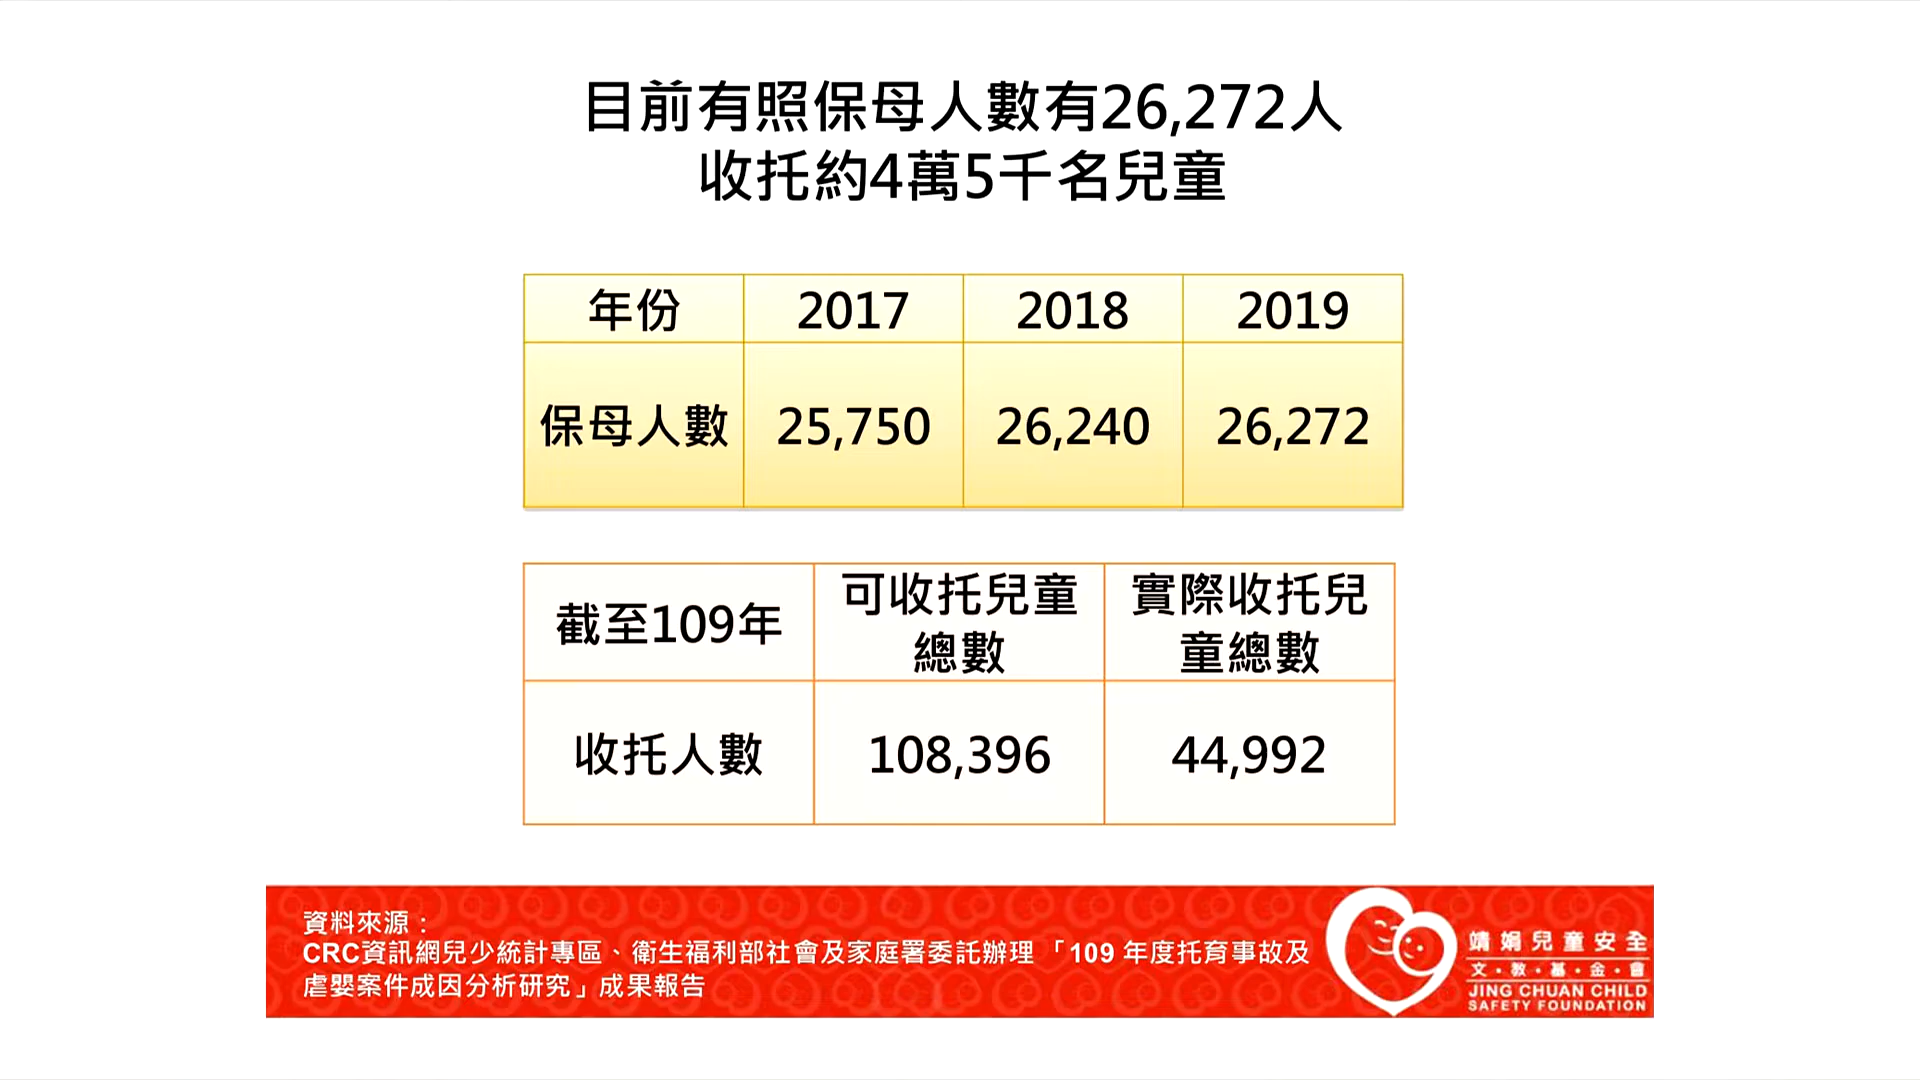 目前有照保母人數有26,272人
收托約4萬5千名兒童
年份 2017 2018 2019
保母人數 25,750 26,240 26,272
截至109年 可收托兒童總數 實際收托兒童總數
收托人數 108,396 44,992
資料來源：
CRC資訊網兒少統計專區、衛生福利部社會及家庭署委託辦理「109 年度托育事故及
虐嬰案件成因分析研究」成果報告
靖娟兒童安全
文·教·基·金·會
JING CHUAN CHILD
SAFETY FOUNDATION